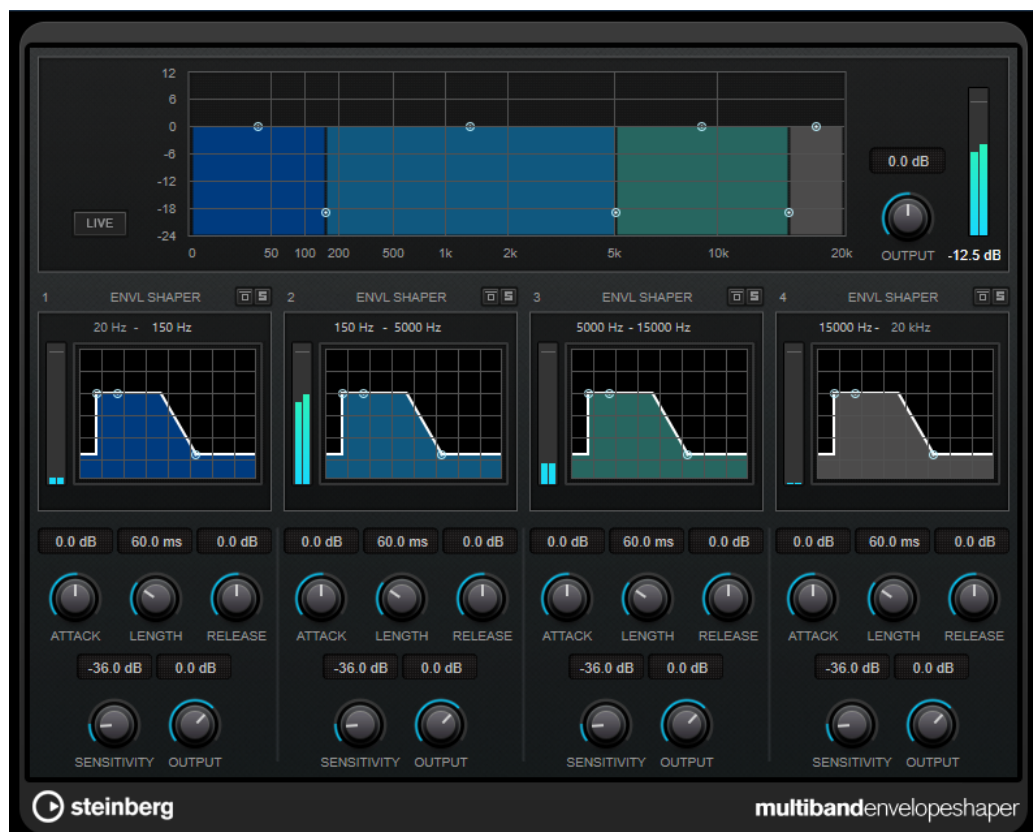 12
6
0
-6
-12
-18
-24
0 50 100 200 500 1k 2k 5k 10k 20k
LIVE
0.0 dB
OUTPUT -12.5 dB
1 ENVL SHAPER S 2 ENVL SHAPER S 3 ENVL SHAPER S 4 ENVL SHAPER S
20 Hz - 150 Hz 150 Hz - 5000 Hz 5000 Hz - 15000 Hz 15000 Hz - 20 kHz
0.0 dB 60.0 ms 0.0 dB 0.0 dB 60.0 ms 0.0 dB 0.0 dB 60.0 ms 0.0 dB 0.0 dB 60.0 ms 0.0 dB
ATTACK LENGTH RELEASE ATTACK LENGTH RELEASE ATTACK LENGTH RELEASE ATTACK LENGTH RELEASE
-36.0 dB 0.0 dB -36.0 dB 0.0 dB -36.0 dB 0.0 dB -36.0 dB 0.0 dB
SENSITIVITY OUTPUT SENSITIVITY OUTPUT SENSITIVITY OUTPUT SENSITIVITY OUTPUT
steinberg multibandenvelopeshaper